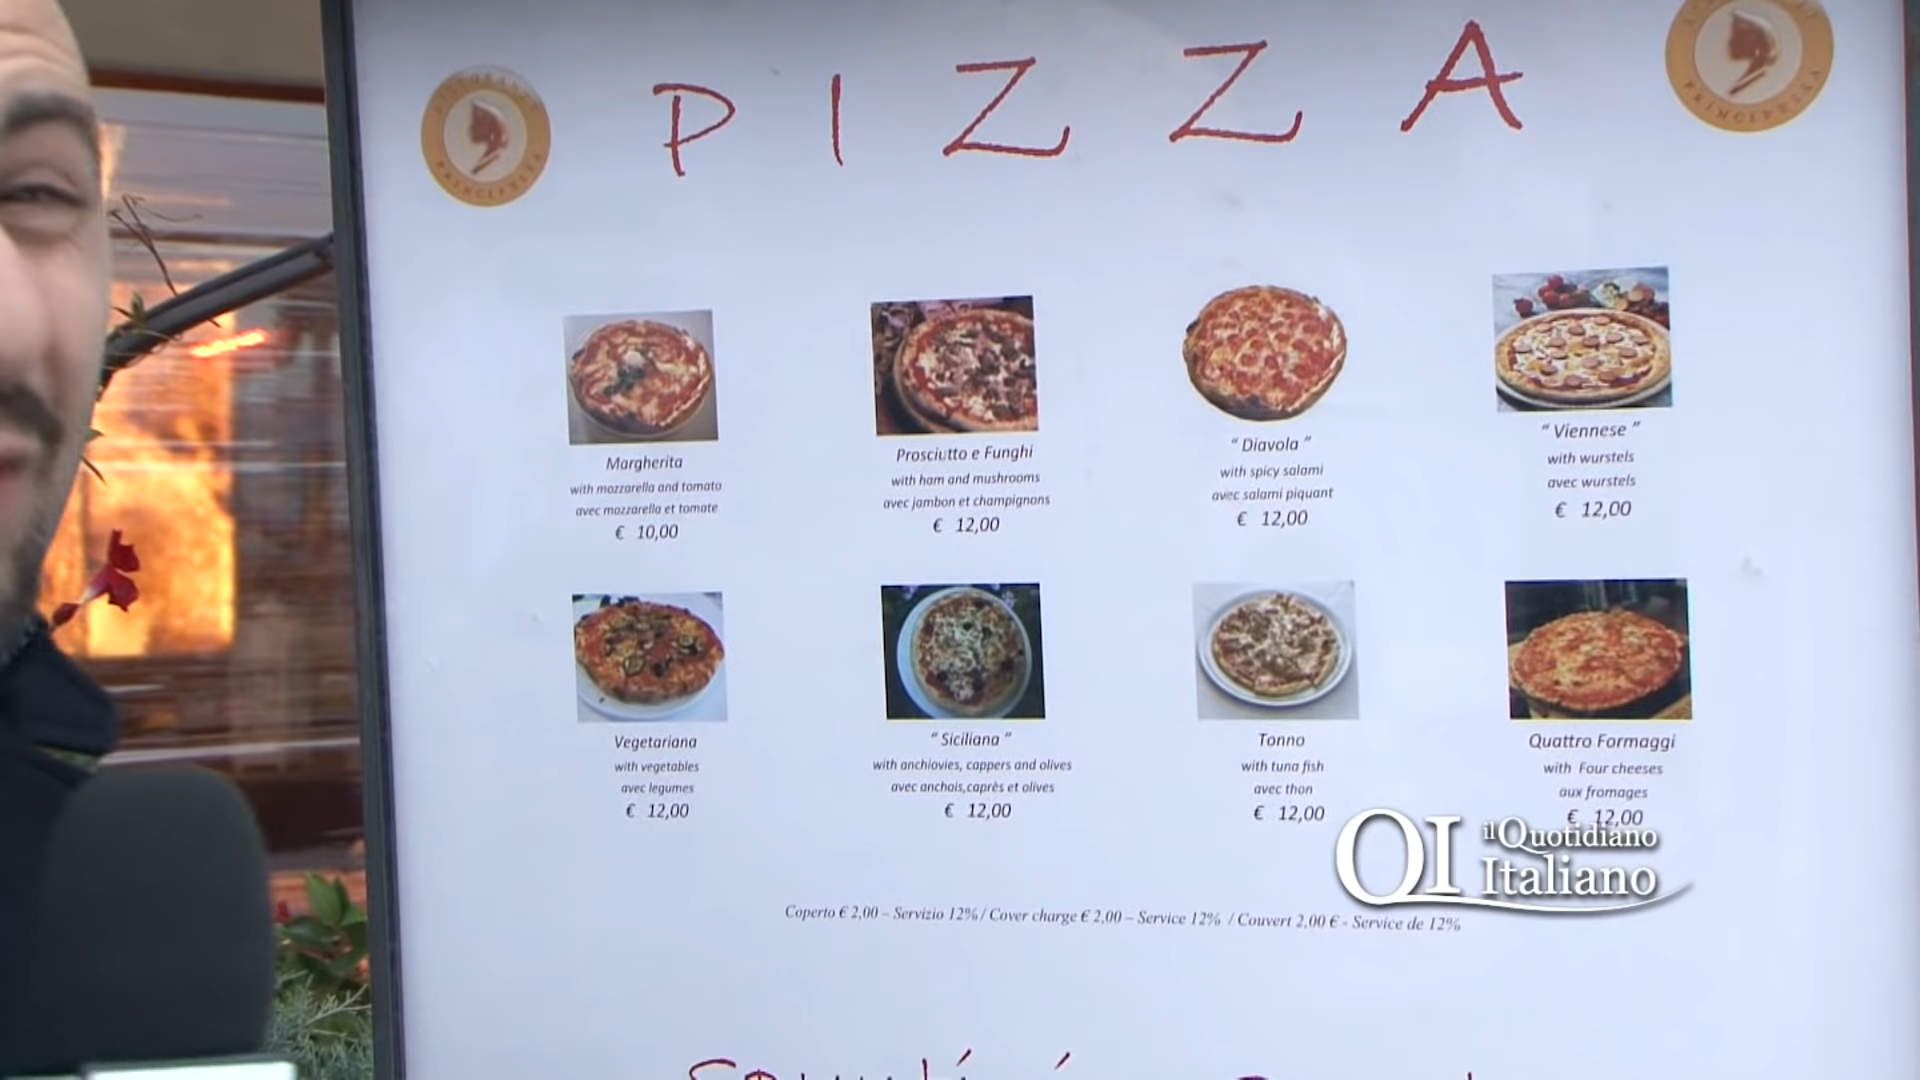 RISTORANTE
PRINCIPESSA
PIZZA
PRINCIPESSA
Margherita
with mozzarella and tomato
avec mozzarella et tomate
€ 10,00
Prosciutto e Funghi
with ham and mushrooms
avec jambon et champignons
€ 12,00
" Diavola "
with spicy salami
avec salami piquant
€ 12,00
" Viennese "
with wurstels
avec wurstels
€ 12,00
Vegetariana
with vegetables
avec legumes
€ 12,00
" Siciliana "
with anchiovies, cappers and olives
avec anchois,caprès et olives
€ 12,00
Tonno
with tuna fish
avec thon
€ 12,00
Quattro Formaggi
with Four cheeses
aux fromages
€ 12,00
QI il Quotidiano
Italiano
Coperto € 2,00 – Servizio 12% / Cover charge € 2,00 – Service 12% / Couvert 2,00 € - Service de 12%